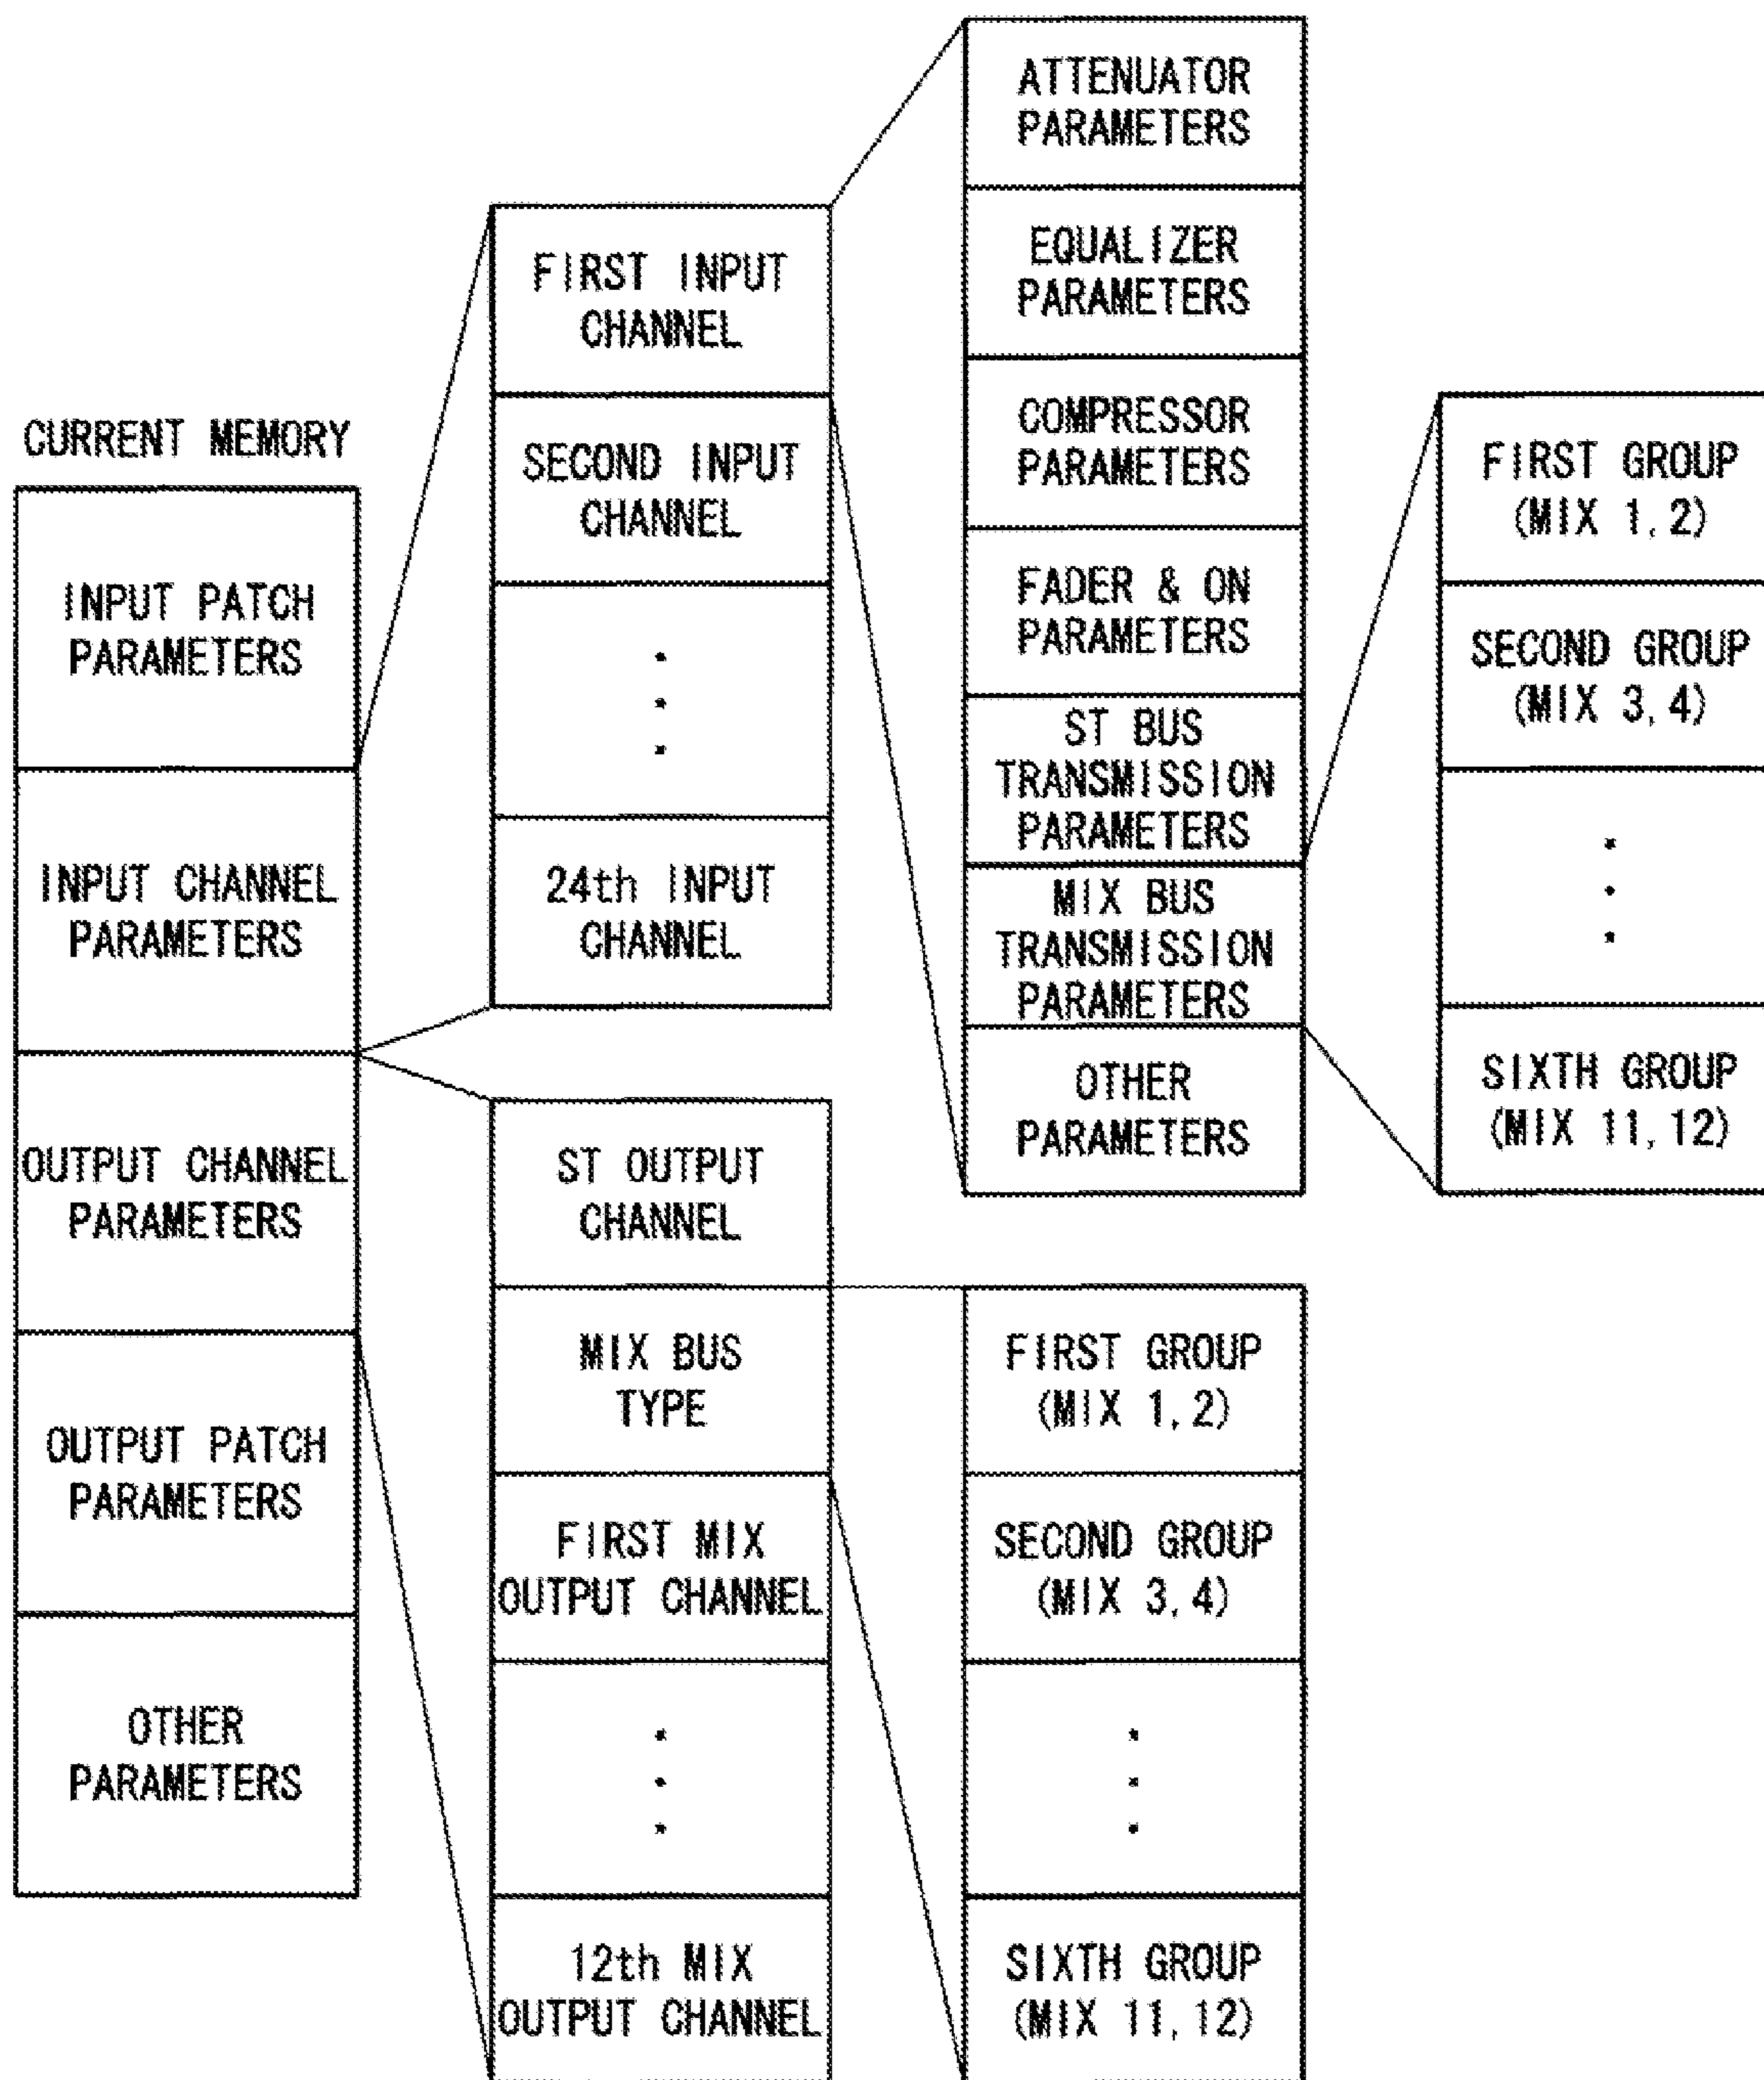 CURRENT MEMORY
INPUT PATCH
PARAMETERS
INPUT CHANNEL
PARAMETERS
OUTPUT CHANNEL
PARAMETERS
OUTPUT PATCH
PARAMETERS
OTHER
PARAMETERS
FIRST INPUT
CHANNEL
SECOND INPUT
CHANNEL
24th INPUT
CHANNEL
ST OUTPUT
CHANNEL
MIX BUS
TYPE
FIRST MIX
OUTPUT CHANNEL
12th MIX
OUTPUT CHANNEL
ATTENUATOR
PARAMETERS
EQUALIZER
PARAMETERS
COMPRESSOR
PARAMETERS
FADER & ON
PARAMETERS
ST BUS
TRANSMISSION
PARAMETERS
MIX BUS
TRANSMISSION
PARAMETERS
OTHER
PARAMETERS
FIRST GROUP
(MIX 1,2)
SECOND GROUP
(MIX 3,4)
SIXTH GROUP
(MIX 11,12)
FIRST GROUP
(MIX 1,2)
SECOND GROUP
(MIX 3,4)
SIXTH GROUP
(MIX 11,12)